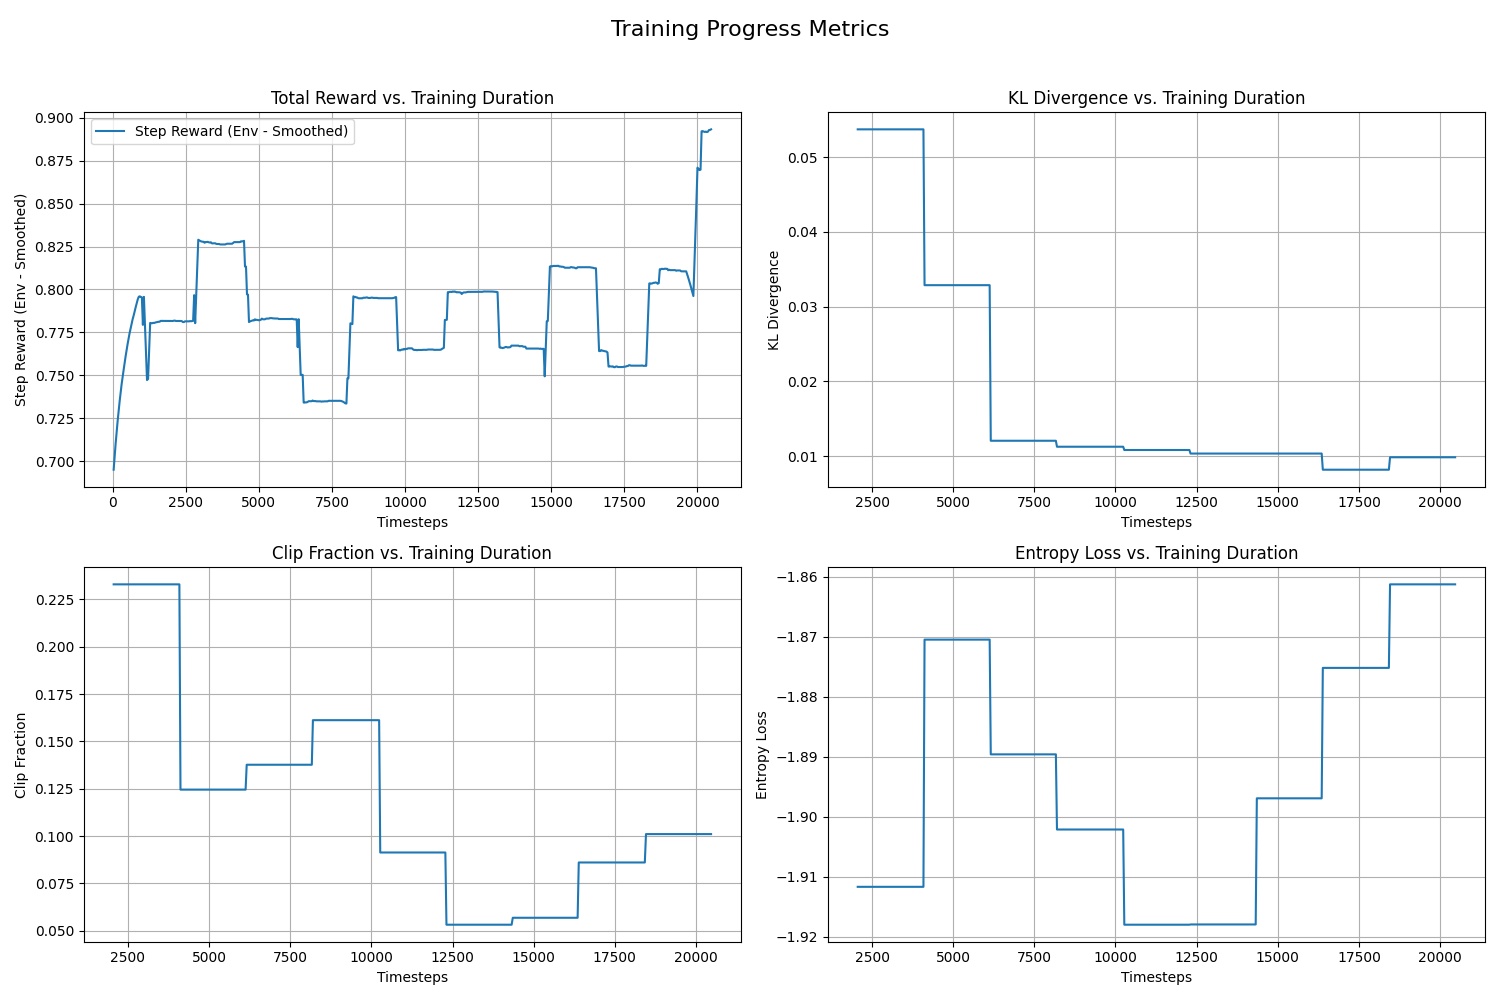 Training Progress Metrics
Total Reward vs. Training Duration
Step Reward (Env - Smoothed)
Step Reward (Env - Smoothed)
0.900
0.875
0.850
0.825
0.800
0.775
0.750
0.725
0.700
0 2500 5000 7500 10000 12500 15000 17500 20000
Timesteps
KL Divergence vs. Training Duration
KL Divergence
0.05
0.04
0.03
0.02
0.01
2500 5000 7500 10000 12500 15000 17500 20000
Timesteps
Clip Fraction vs. Training Duration
Clip Fraction
0.225
0.200
0.175
0.150
0.125
0.100
0.075
0.050
2500 5000 7500 10000 12500 15000 17500 20000
Timesteps
Entropy Loss vs. Training Duration
Entropy Loss
−1.86
−1.87
−1.88
−1.89
−1.90
−1.91
−1.92
2500 5000 7500 10000 12500 15000 17500 20000
Timesteps